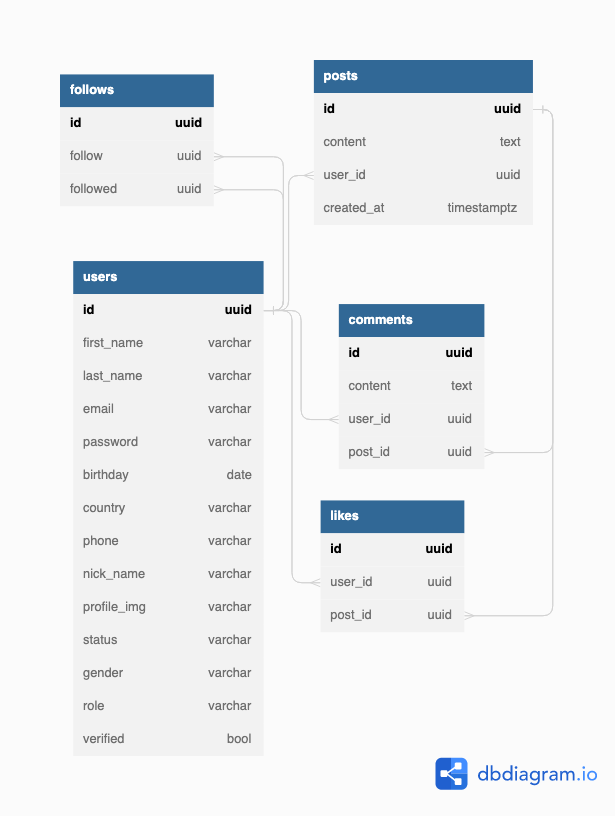 follows
id uuid
follow uuid
followed uuid
posts
id uuid
content text
user_id uuid
created_at timestamptz
users
id uuid
first_name varchar
last_name varchar
email varchar
password varchar
birthday date
country varchar
phone varchar
nick_name varchar
profile_img varchar
status varchar
gender varchar
role varchar
verified bool
comments
id uuid
content text
user_id uuid
post_id uuid
likes
id uuid
user_id uuid
post_id uuid
dbdiagram.io